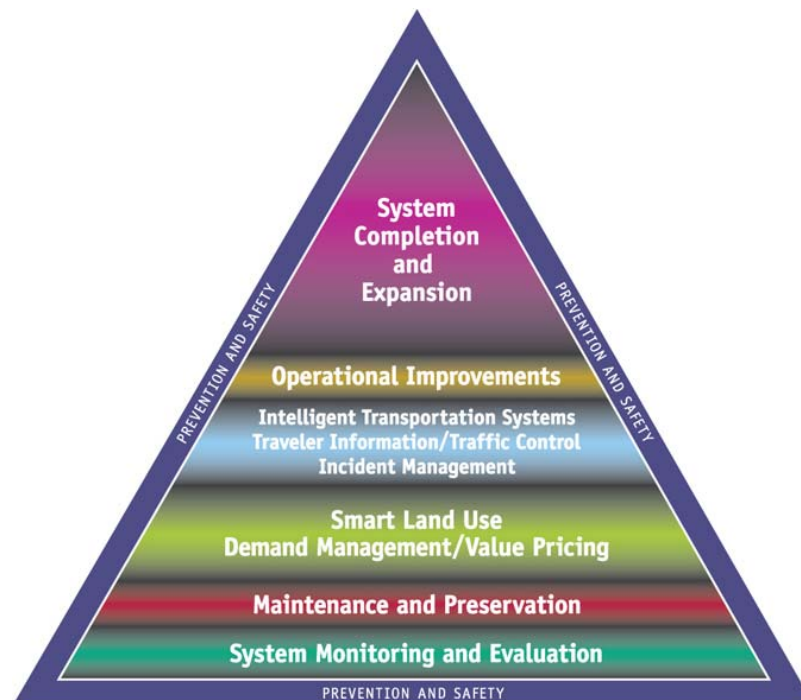 System
Completion
and
Expansion
Operational Improvements
Intelligent Transportation Systems
Traveler Information/Traffic Control
Incident Management
Smart Land Use
Demand Management/Value Pricing
Maintenance and Preservation
System Monitoring and Evaluation
PREVENTION AND SAFETY
PREVENTION AND SAFETY
PREVENTION AND SAFETY